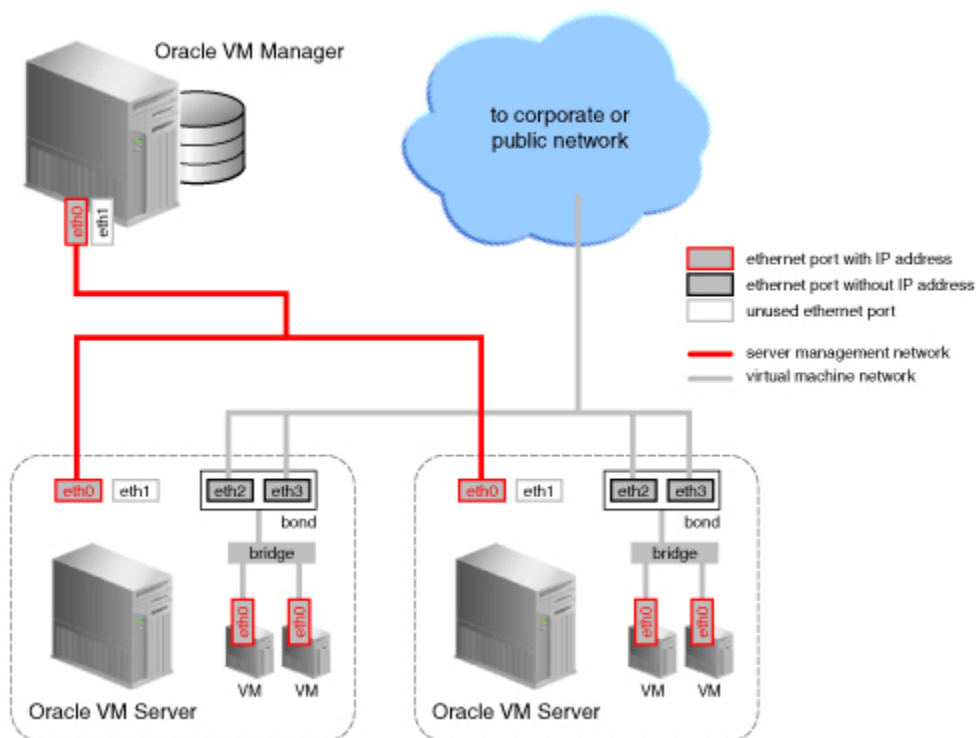 Oracle VM Manager
to corporate or
public network
eth0 eth1
ethernet port with IP address
ethernet port without IP address
unused ethernet port
server management network
virtual machine network
eth0 eth1 eth2 eth3
bond
bridge
eth0 eth0
VM VM
Oracle VM Server
eth0 eth1 eth2 eth3
bond
bridge
eth0 eth0
VM VM
Oracle VM Server